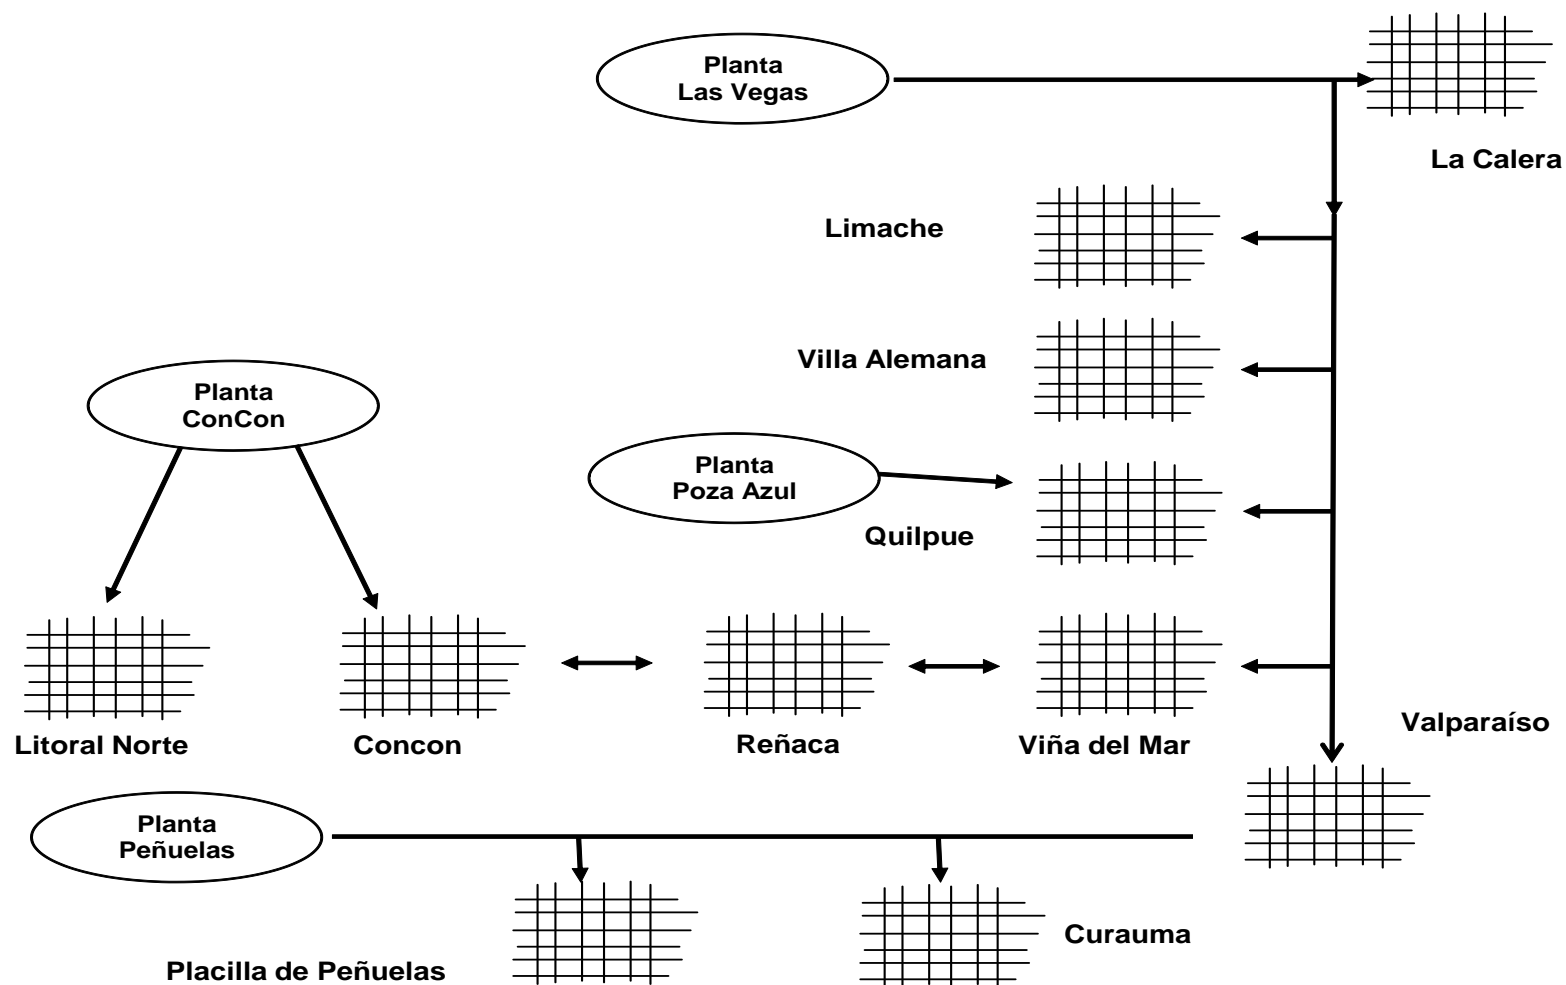 Planta
Las Vegas
La Calera
Limache
Villa Alemana
Planta
ConCon
Planta
Poza Azul
Quilpue
Litoral Norte
Concon
Reñaca
Viña del Mar
Valparaíso
Planta
Peñuelas
Curauma
Placilla de Peñuelas